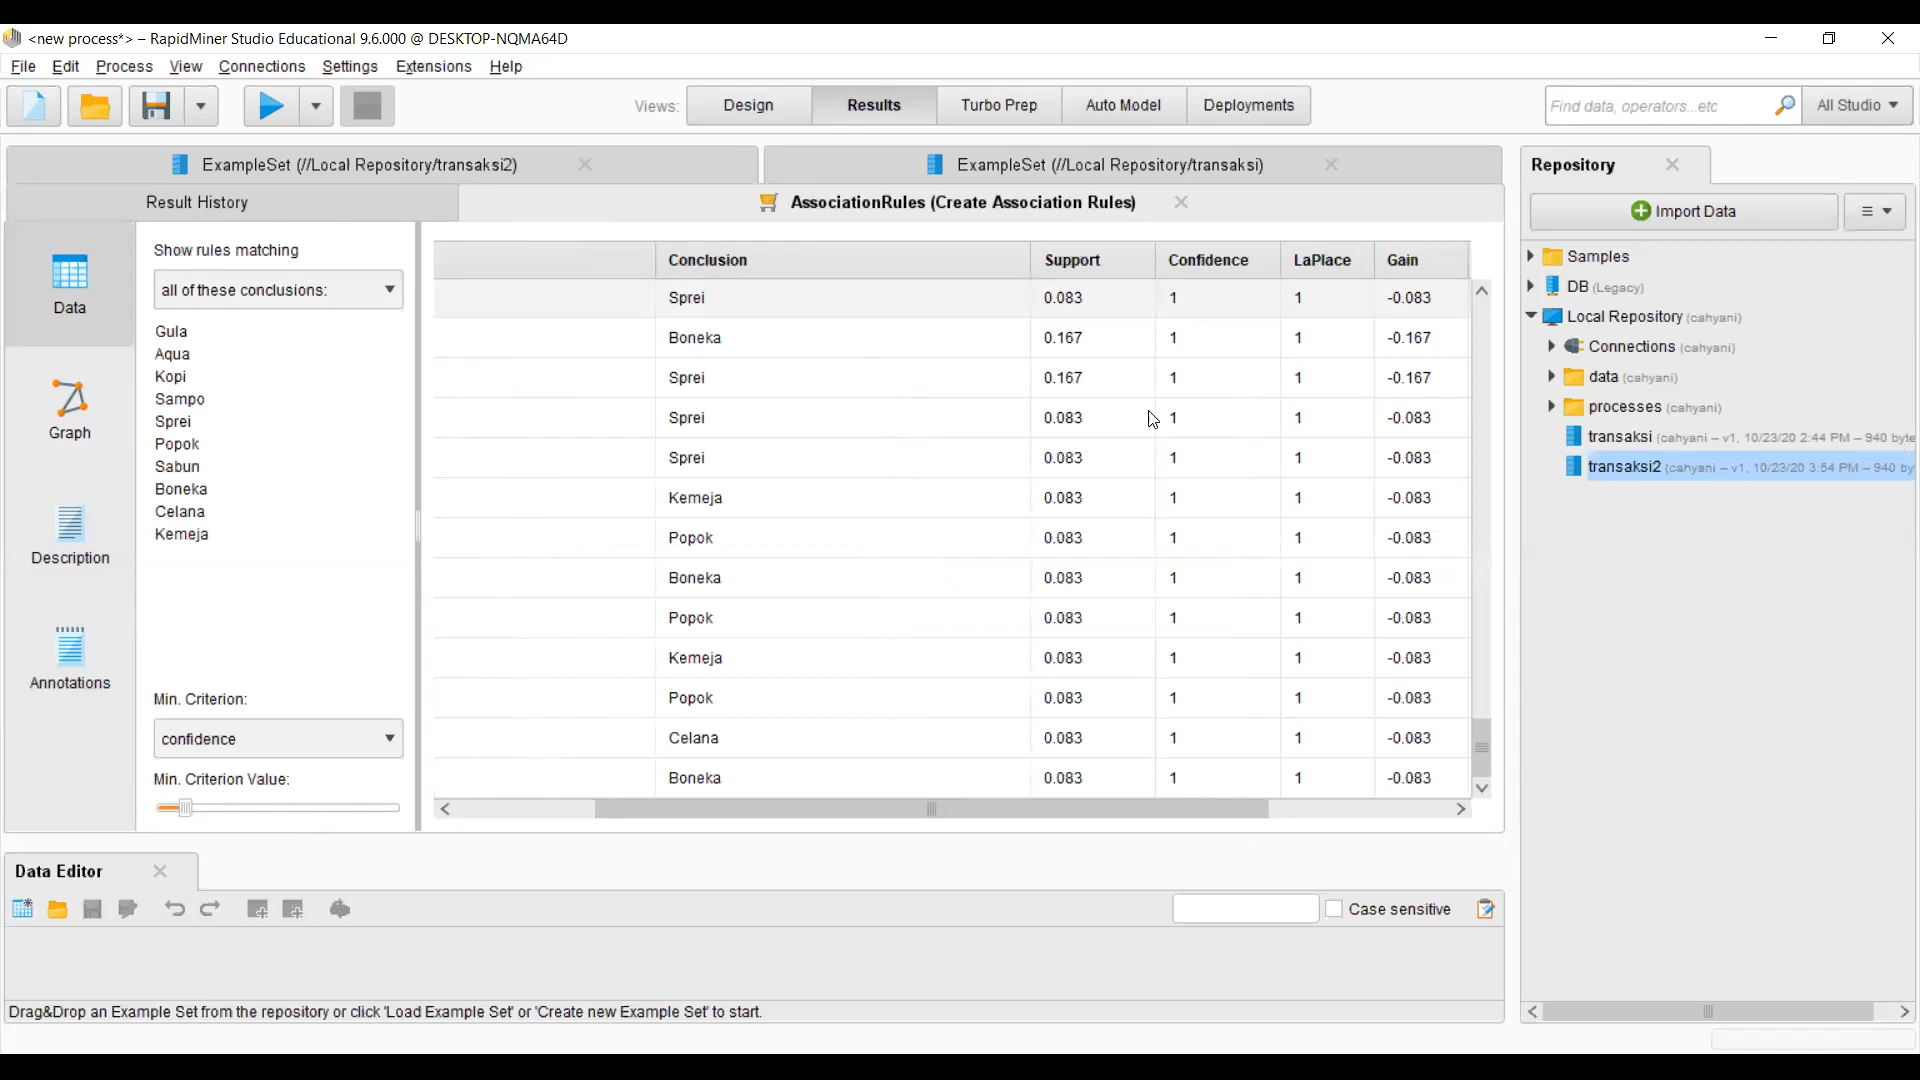 <new process*> – RapidMiner Studio Educational 9.6.000 @ DESKTOP-NQMA64D
File Edit Process View Connections Settings Extensions Help
Views: Design Results Turbo Prep Auto Model Deployments
Find data, operators...etc All Studio
ExampleSet (//Local Repository/transaksi2) ExampleSet (//Local Repository/transaksi)
Result History AssociationRules (Create Association Rules)
Data
Graph
Description
Annotations
Show rules matching
all of these conclusions:
Gula
Aqua
Kopi
Sampo
Sprei
Popok
Sabun
Boneka
Celana
Kemeja
Min. Criterion:
confidence
Min. Criterion Value:
Conclusion Support Confidence LaPlace Gain
Sprei 0.083 1 1 -0.083
Boneka 0.167 1 1 -0.167
Sprei 0.167 1 1 -0.167
Sprei 0.083 1 1 -0.083
Sprei 0.083 1 1 -0.083
Kemeja 0.083 1 1 -0.083
Popok 0.083 1 1 -0.083
Boneka 0.083 1 1 -0.083
Popok 0.083 1 1 -0.083
Kemeja 0.083 1 1 -0.083
Popok 0.083 1 1 -0.083
Celana 0.083 1 1 -0.083
Boneka 0.083 1 1 -0.083
Repository
Import Data
Samples
DB (Legacy)
Local Repository (cahyani)
Connections (cahyani)
data (cahyani)
processes (cahyani)
transaksi (cahyani – v1, 10/23/20 2:44 PM – 940 byte
transaksi2 (cahyani – v1, 10/23/20 3:54 PM – 940 by
Data Editor
Case sensitive
Drag&Drop an Example Set from the repository or click 'Load Example Set' or 'Create new Example Set' to start.